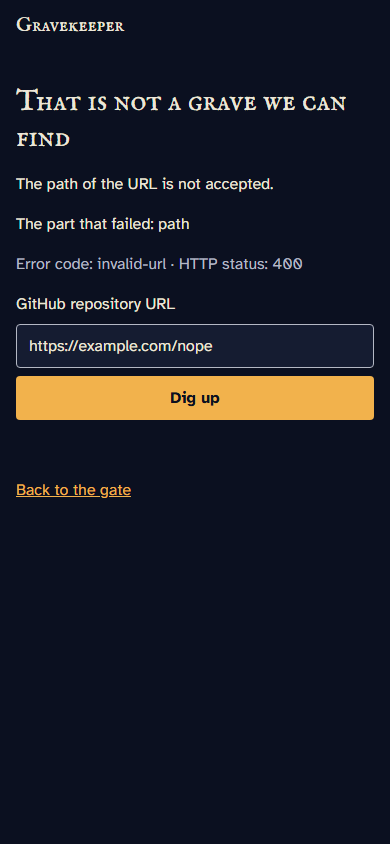 Gravekeeper
That is not a grave we can
find
The path of the URL is not accepted.
The part that failed: path
Error code: invalid-url · HTTP status: 400
GitHub repository URL
https://example.com/nope
Dig up
Back to the gate